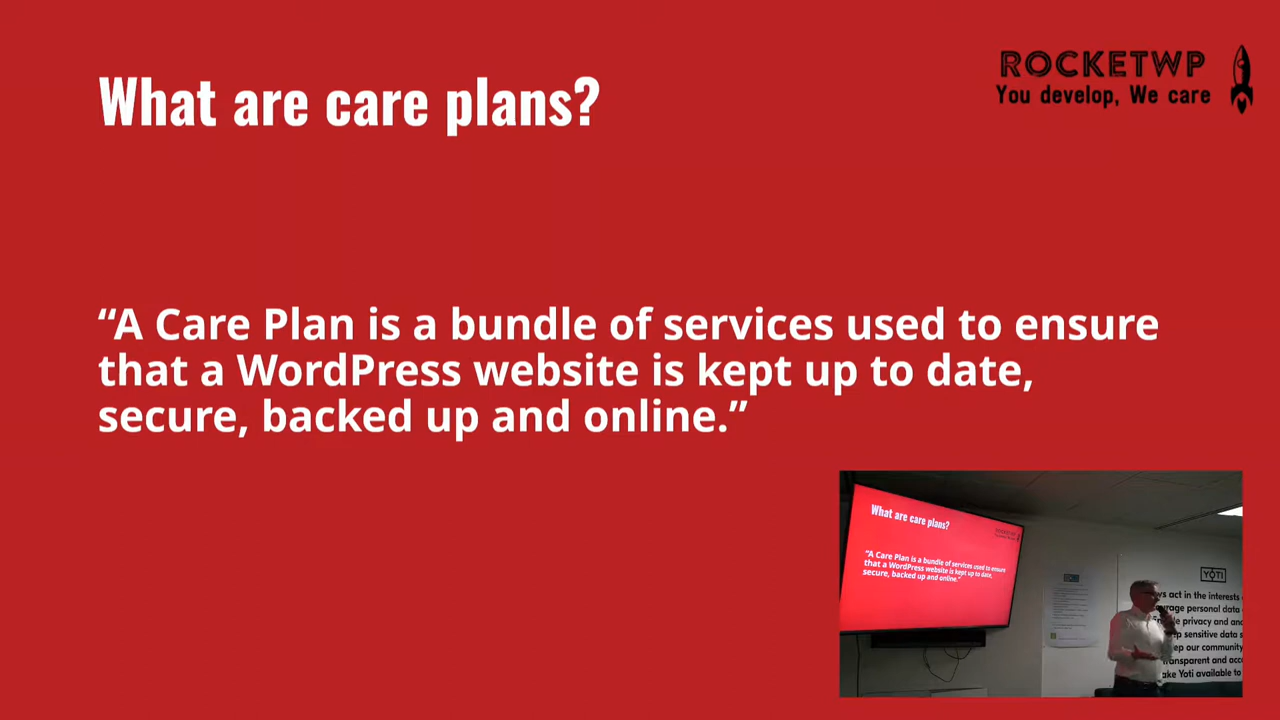 What are care plans?
ROCKETWP
You develop, We care
“A Care Plan is a bundle of services used to ensure
that a WordPress website is kept up to date,
secure, backed up and online.”
What are care plans?
“A Care Plan is a bundle of services used to ensure
that a WordPress website is kept up to date,
secure, backed up and online.”
YOTI
act in the interests
personal data
privacy and
sensitive data
our community
and
Yoti available to